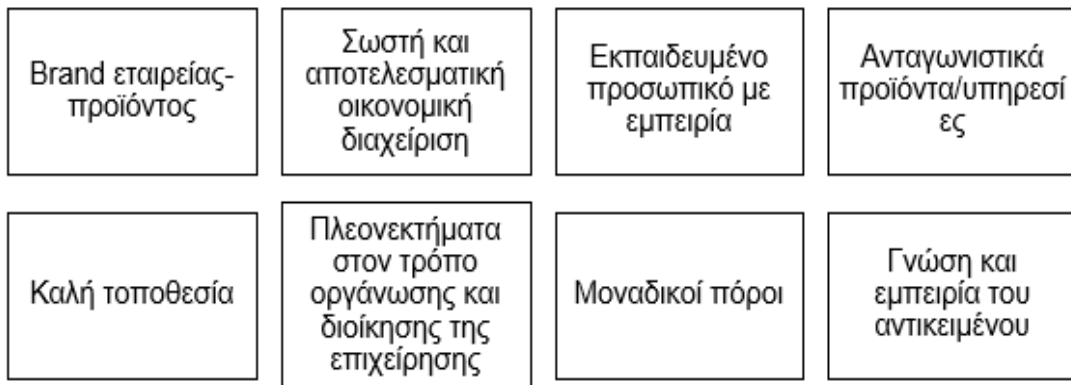 Brand εταιρείας-
προϊόντος
Σωστή και
αποτελεσματική
οικονομική
διαχείριση
Εκπαιδευμένο
προσωπικό με
εμπειρία
Ανταγωνιστικά
προϊόντα/υπηρεσί
ες
Καλή τοποθεσία
Πλεονεκτήματα
στον τρόπο
οργάνωσης και
διοίκησης της
επιχείρησης
Μοναδικοί πόροι
Γνώση και
εμπειρία του
αντικειμένου